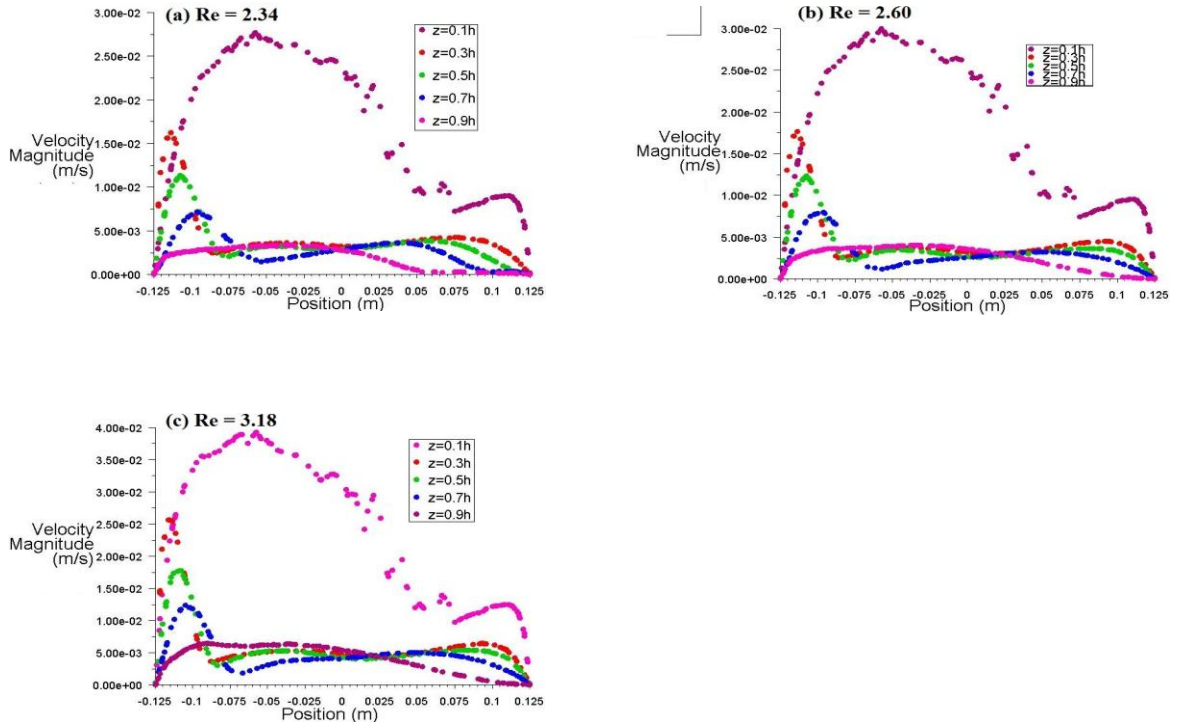 (a) Re = 2.34
3.00e-02
2.50e-02
2.00e-02
Velocity
1.50e-02
Magnitude
(m/s)
1.00e-02
5.00e-03
0.00e+00
-0.125 -0.1 -0.075 -0.05 -0.025 0 0.025 0.05 0.075 0.1 0.125
Position (m)
z=0.1h
z=0.3h
z=0.5h
z=0.7h
z=0.9h
(b) Re = 2.60
3.00e-02
2.50e-02
2.00e-02
Velocity
Magnitude 1.50e-02
(m/s)
1.00e-02
5.00e-03
0.00e+00
-0.125 -0.1 -0.075 -0.05 -0.025 0 0.025 0.05 0.075 0.1 0.125
Position (m)
z=0.1h
z=0.3h
z=0.5h
z=0.7h
z=0.9h
(c) Re = 3.18
4.00e-02
3.50e-02
3.00e-02
2.50e-02
Velocity
Magnitude 2.00e-02
(m/s)
1.50e-02
1.00e-02
5.00e-03
0.00e+00
-0.125 -0.1 -0.075 -0.05 -0.025 0 0.025 0.05 0.075 0.1 0.125
Position (m)
z=0.1h
z=0.3h
z=0.5h
z=0.7h
z=0.9h